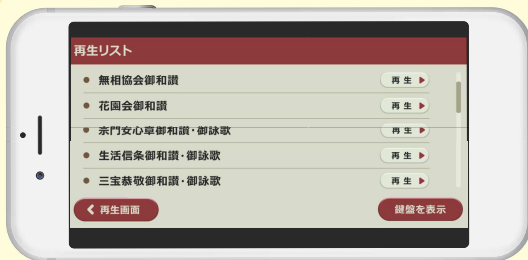 再生リスト
無相協会御和讃 再生
花園会御和讃 再生
宗門安心章御和讃・御詠歌 再生
生活信条御和讃・御詠歌 再生
三宝恭敬御和讃・御詠歌 再生
再生画面 鍵盤を表示